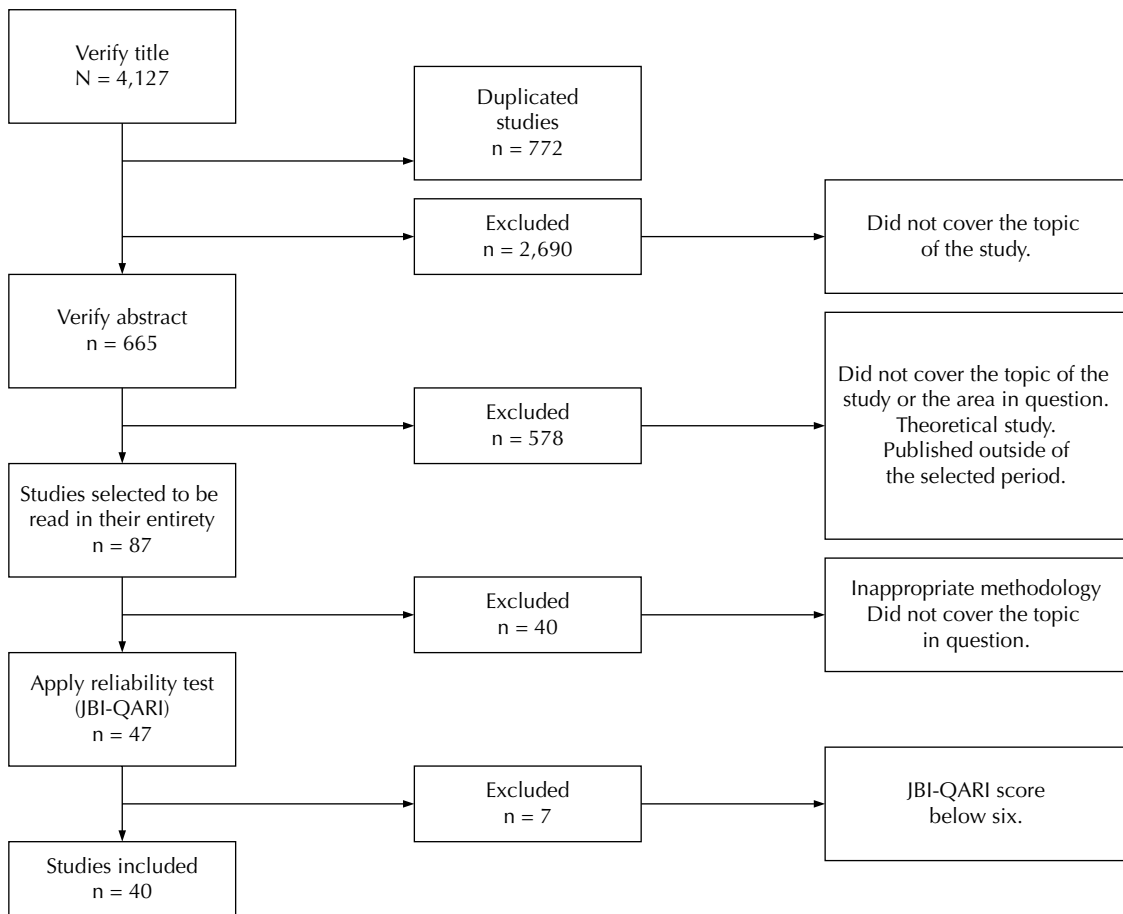 Verify title
N = 4,127
Duplicated
studies
n = 772
Excluded
n = 2,690
Did not cover the topic
of the study.
Verify abstract
n = 665
Excluded
n = 578
Did not cover the topic of the
study or the area in question.
Theoretical study.
Published outside of
the selected period.
Studies selected to be
read in their entirety
n = 87
Excluded
n = 40
Inappropriate methodology
Did not cover the topic
in question.
Apply reliability test
(JBI-QARI)
n = 47
Excluded
n = 7
JBI-QARI score
below six.
Studies included
n = 40